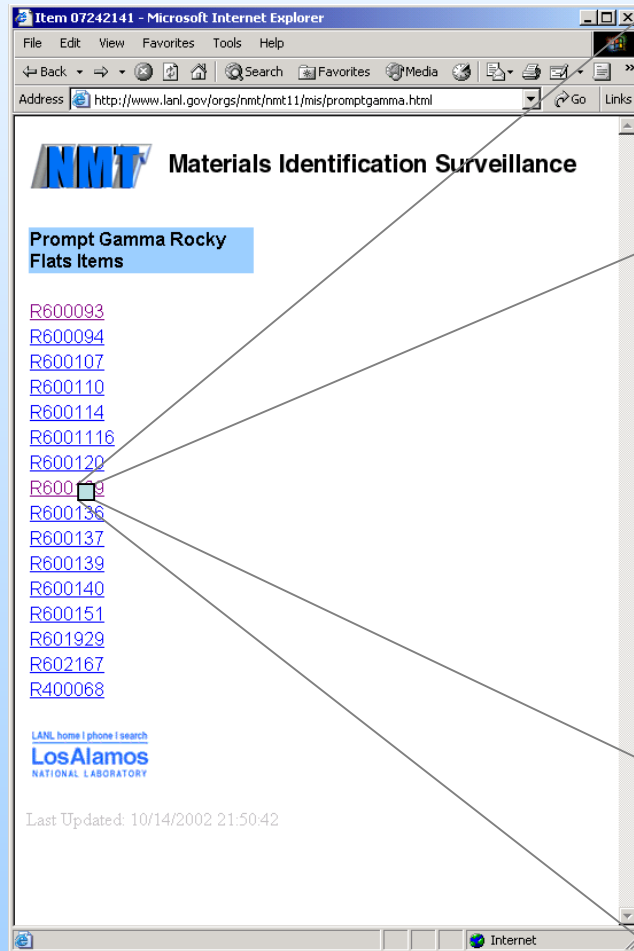 Item 07242141 - Microsoft Internet Explorer
File Edit View Favorites Tools Help
Back Search Favorites Media »
Address http://www.lanl.gov/orgs/nmt/nmt11/mis/promptgamma.html Go Links
NMT Materials Identification Surveillance
Prompt Gamma Rocky
Flats Items
R600093
R600094
R600107
R600110
R600114
R6001116
R600120
R600136
R600137
R600139
R600140
R600151
R601929
R602167
R400068
LANL home | phone | search
LosAlamos
NATIONAL LABORATORY
Last Updated: 10/14/2002 21:50:42
Internet